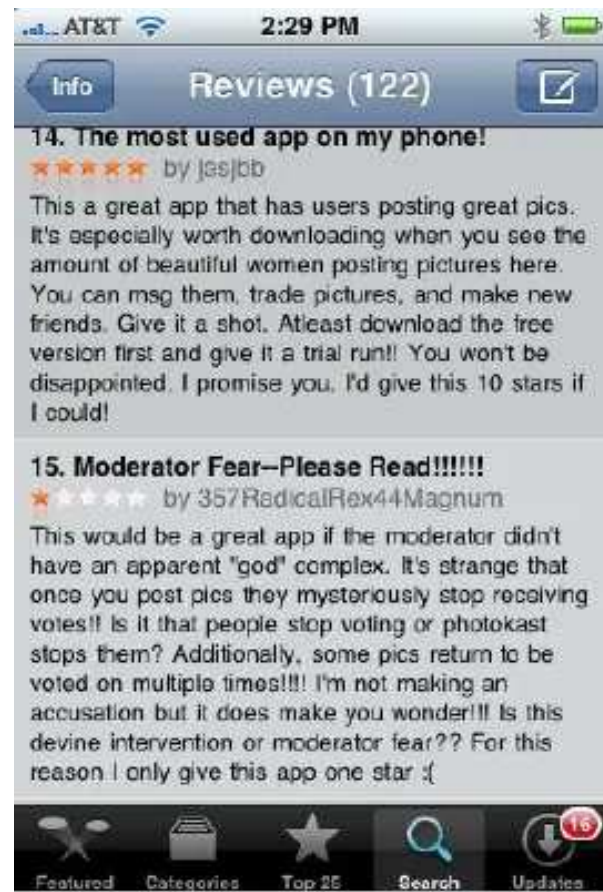 AT&T 2:29 PM
Info Reviews (122)
14. The most used app on my phone!
by jasjbb
This a great app that has users posting great pics.
It's especially worth downloading when you see the
amount of beautiful women posting pictures here.
You can msg them, trade pictures, and make new
friends. Give it a shot. Atleast download the free
version first and give it a trial run!! You won't be
disappointed. I promise you. I'd give this 10 stars if
I could!
15. Moderator Fear--Please Read!!!!!!
by 357RadicalRex44Magnum
This would be a great app if the moderator didn't
have an apparent "god" complex. It's strange that
once you post pics they mysteriously stop receiving
votes!! Is it that people stop voting or photokast
stops them? Additionally, some pics return to be
voted on multiple times!!!! I'm not making an
accusation but it does make you wonder!!! Is this
devine intervention or moderator fear?? For this
reason I only give this app one star :(
16
Featured Categories Top 25 Search Updates